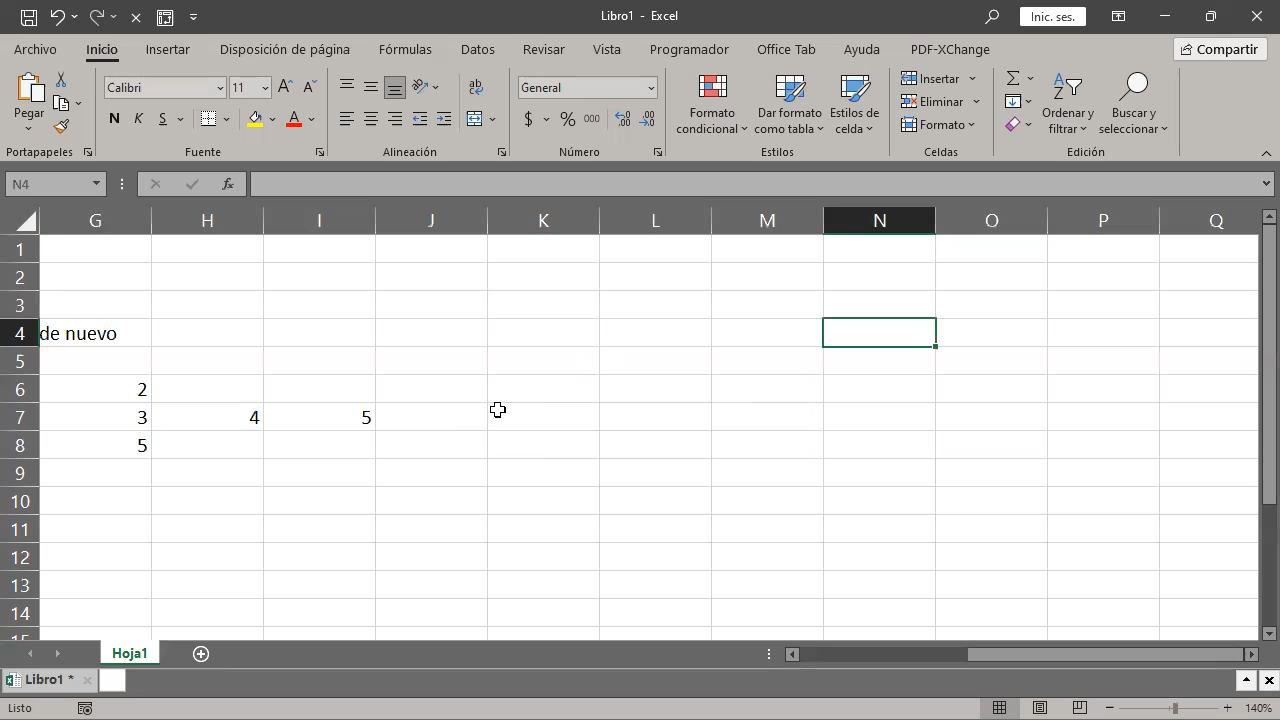 Libro1 - Excel
Inic. ses.
Archivo Inicio Insertar Disposición de página Fórmulas Datos Revisar Vista Programador Office Tab Ayuda PDF-XChange Compartir
Pegar
Portapapeles
Calibri 11
N K S
Fuente
Alineación
General
$ % 000
Número
Formato condicional
Dar formato como tabla
Estilos de celda
Estilos
Insertar
Eliminar
Formato
Celdas
Ordenar y filtrar
Buscar y seleccionar
Edición
N4 fx
G H I J K L M N O P Q
1
2
3
4 de nuevo
5
6 2
7 3 4 5
8 5
9
10
11
12
13
14
15
Hoja1
Libro1 *
Listo 140%